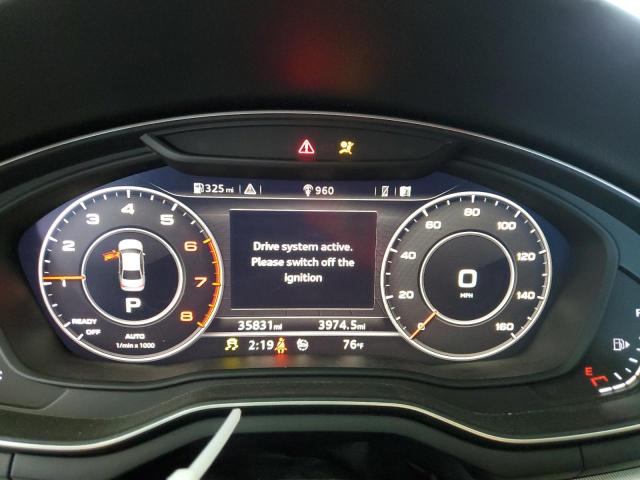 325 mi 960
Drive system active.
Please switch off the
ignition
1 2 3 4 5 6 7 8
READY
OFF
P
AUTO
1/min x 1000
0 20 40 60 80 100 120 140 160
0
MPH
35831mi 3974.5mi
2:19 76°F
E